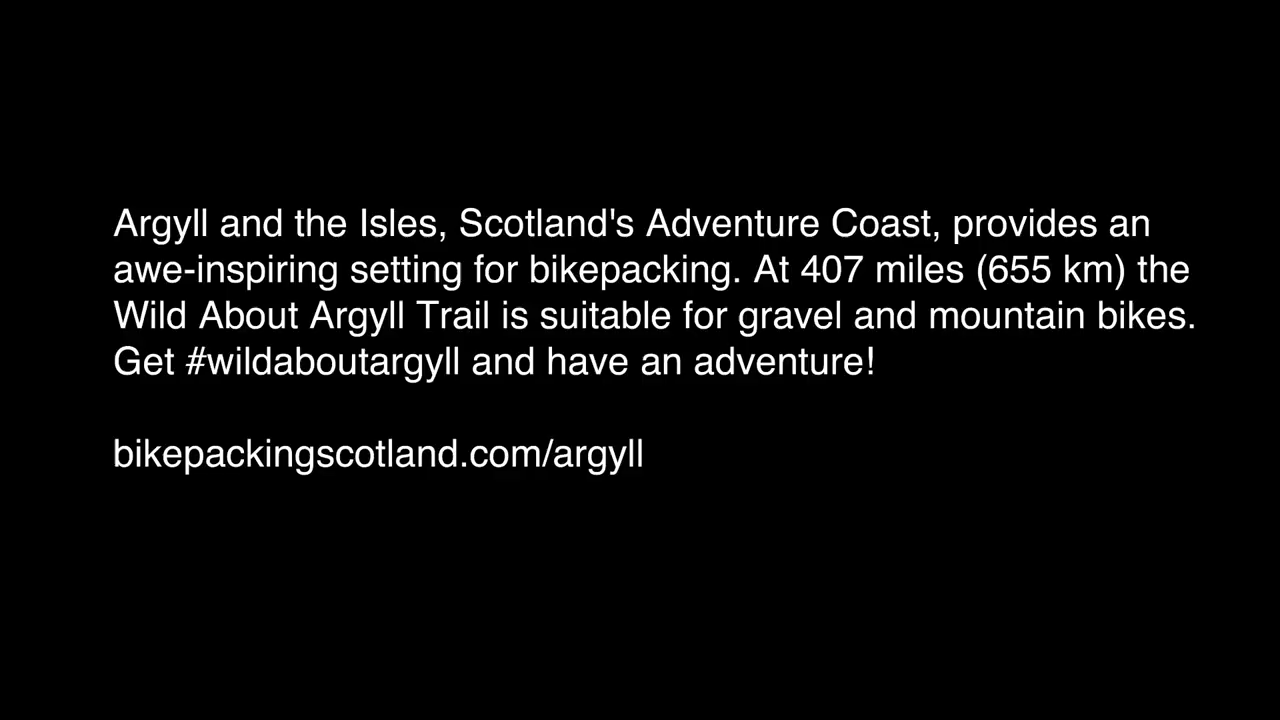 Argyll and the Isles, Scotland's Adventure Coast, provides an
awe-inspiring setting for bikepacking. At 407 miles (655 km) the
Wild About Argyll Trail is suitable for gravel and mountain bikes.
Get #wildaboutargyll and have an adventure!
bikepackingscotland.com/argyll